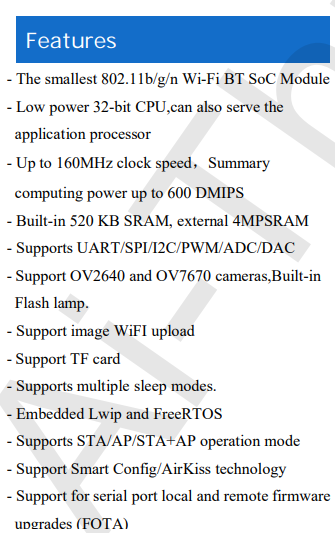 Features
- The smallest 802.11b/g/n Wi-Fi BT SoC Module
- Low power 32-bit CPU,can also serve the
application processor
- Up to 160MHz clock speed，Summary
computing power up to 600 DMIPS
- Built-in 520 KB SRAM, external 4MPSRAM
- Supports UART/SPI/I2C/PWM/ADC/DAC
- Support OV2640 and OV7670 cameras,Built-in
Flash lamp.
- Support image WiFI upload
- Support TF card
- Supports multiple sleep modes.
- Embedded Lwip and FreeRTOS
- Supports STA/AP/STA+AP operation mode
- Support Smart Config/AirKiss technology
- Support for serial port local and remote firmware
upgrades (FOTA)
Ai-Th